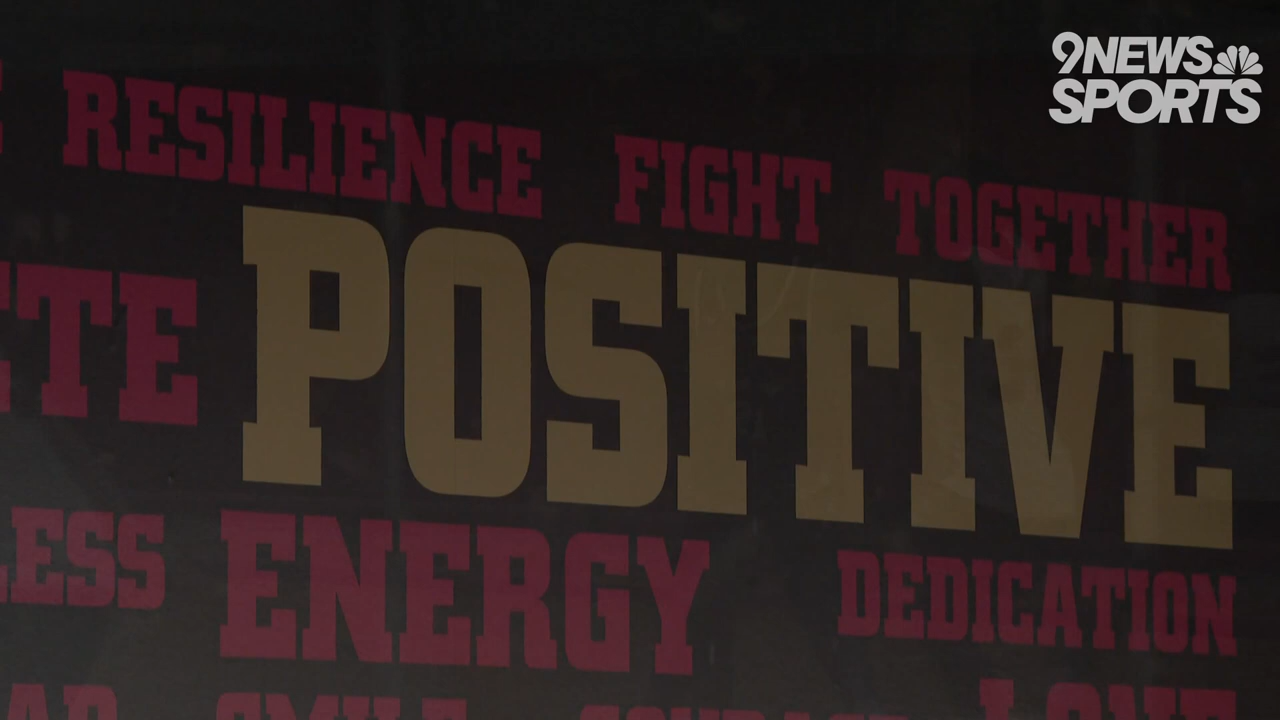 9NEWS
SPORTS
RESILIENCE FIGHT TOGETHER
POSITIVE
ENERGY DEDICATION